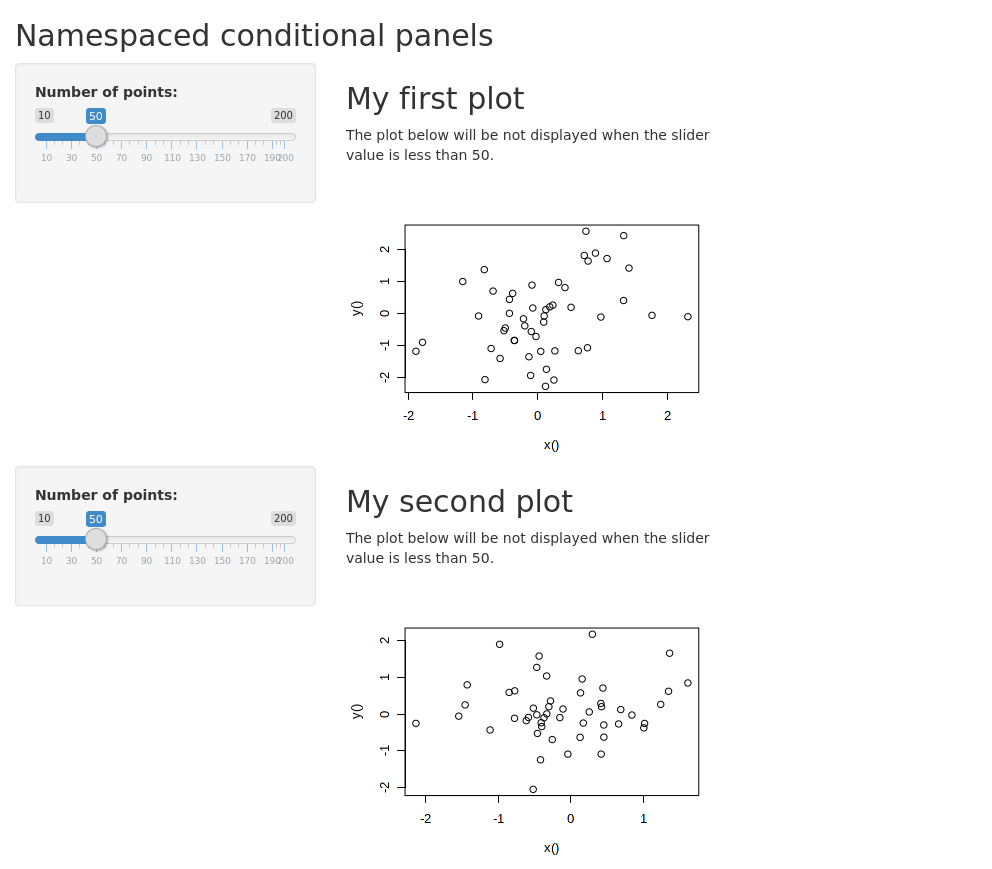 Namespaced conditional panels
Number of points:
10 50 200
10 30 50 70 90 110 130 150 170 190 200
My first plot
The plot below will be not displayed when the slider
value is less than 50.
2
1
0
-1
-2
y()
-2 -1 0 1 2
x()
Number of points:
10 50 200
10 30 50 70 90 110 130 150 170 190 200
My second plot
The plot below will be not displayed when the slider
value is less than 50.
2
1
0
-1
-2
y()
-2 -1 0 1
x()